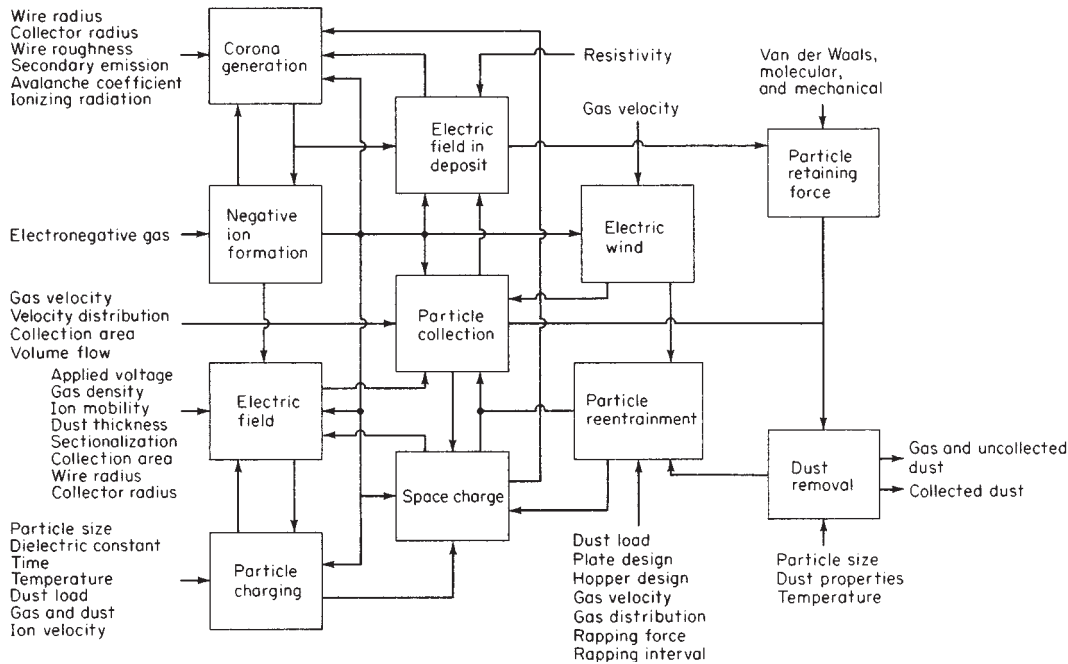 Wire radius
Collector radius
Wire roughness
Secondary emission
Avalanche coefficient
Ionizing radiation
Corona
generation
Resistivity
Van der Waals,
molecular,
and mechanical
Gas velocity
Electric
field in
deposit
Particle
retaining
force
Electronegative gas
Negative
ion
formation
Electric
wind
Gas velocity
Velocity distribution
Collection area
Volume flow
Particle
collection
Applied voltage
Gas density
Ion mobility
Dust thickness
Sectionalization
Collection area
Wire radius
Collector radius
Electric
field
Particle
reentrainment
Space charge
Dust
removal
Gas and uncollected
dust
Collected dust
Particle size
Dielectric constant
Time
Temperature
Dust load
Gas and dust
Ion velocity
Particle
charging
Dust load
Plate design
Hopper design
Gas velocity
Gas distribution
Rapping force
Rapping interval
Particle size
Dust properties
Temperature